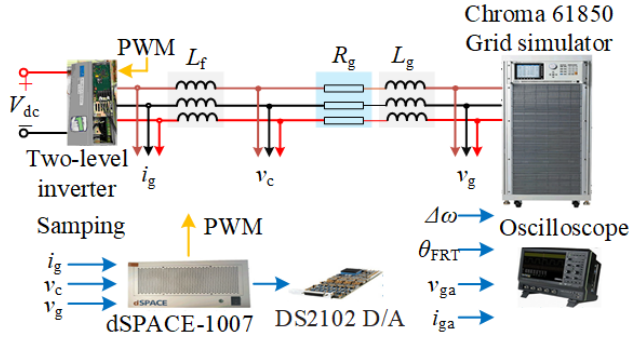 Chroma 61850
Grid simulator
PWM
Lf
Rg
Lg
+
Vdc
−
Two-level
inverter
ig
vc
vg
Samping
PWM
Δω
Oscilloscope
ig
θFRT
vc
dSPACE
vga
vg
dSPACE-1007
DS2102 D/A
iga